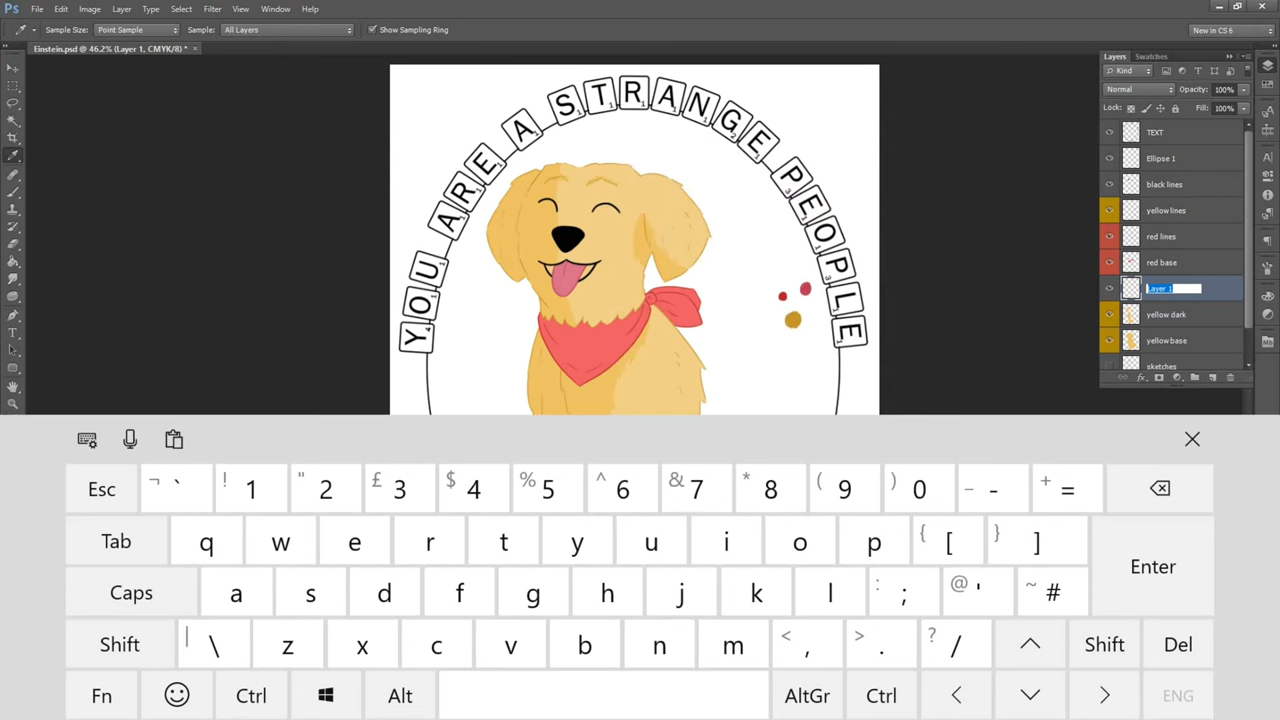 Ps File Edit Image Layer Type Select Filter View Window Help
Sample Size: Point Sample Sample: All Layers Show Sampling Ring New in CS 6
Einstein.psd @ 46.2% (Layer 1, CMYK/8) * ×
Layers Swatches
Kind
Normal Opacity: 100%
Lock: Fill: 100%
TEXT
Ellipse 1
black lines
yellow lines
red lines
red base
Layer 1
yellow dark
yellow base
sketches
YOU ARE A STRANGE PEOPLE
Esc ¬ ` ! 1 " 2 £ 3 $ 4 % 5 ^ 6 & 7 * 8 ( 9 ) 0 _ - + =
Tab q w e r t y u i o p { [ } ]
Enter
Caps a s d f g h j k l : ; @ ' ~ #
Shift | \ z x c v b n m < , > . ? / Shift Del
Fn Ctrl Alt AltGr Ctrl ENG